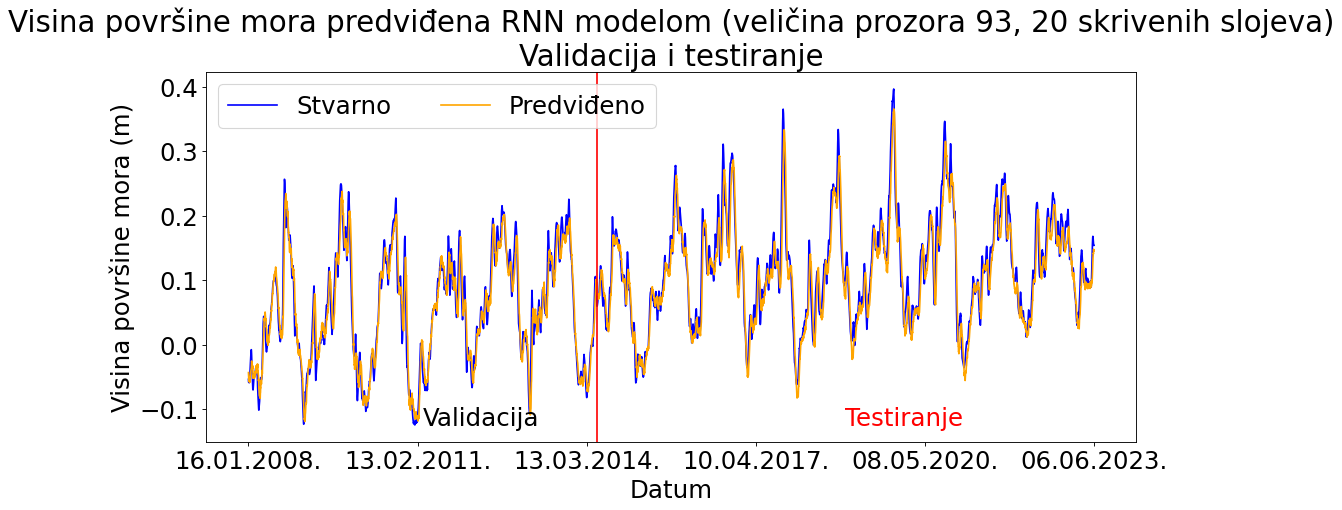 Visina površine mora predviđena RNN modelom (veličina prozora 93, 20 skrivenih slojeva)
Validacija i testiranje
Stvarno
Predviđeno
Visina površine mora (m)
0.4
0.3
0.2
0.1
0.0
−0.1
Validacija
Testiranje
16.01.2008.
13.02.2011.
13.03.2014.
10.04.2017.
08.05.2020.
06.06.2023.
Datum